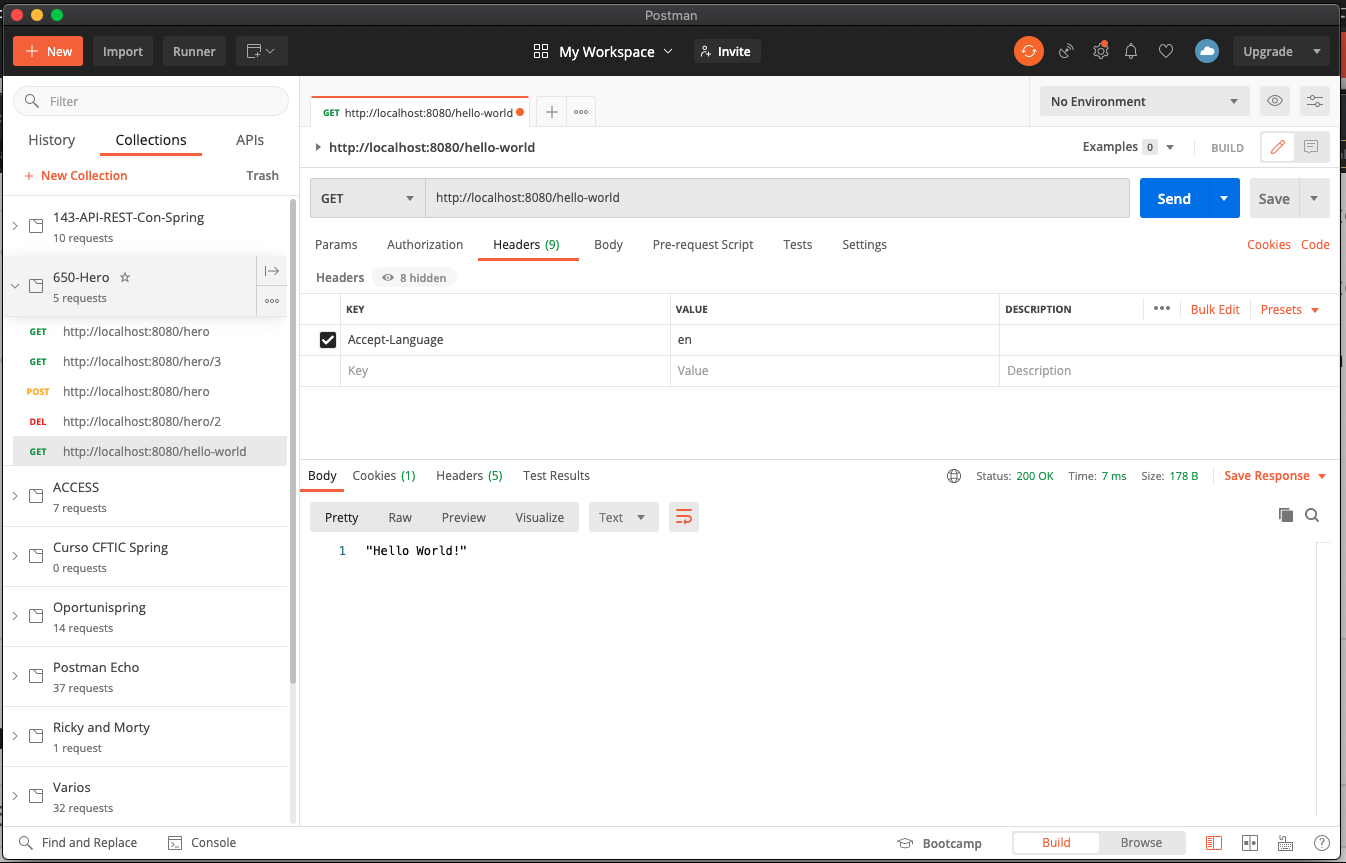 Postman
New Import Runner My Workspace Invite Upgrade
Filter
History Collections APIs
New Collection Trash
143-API-REST-Con-Spring
10 requests
650-Hero
5 requests
GET http://localhost:8080/hero
GET http://localhost:8080/hero/3
POST http://localhost:8080/hero
DEL http://localhost:8080/hero/2
GET http://localhost:8080/hello-world
ACCESS
7 requests
Curso CFTIC Spring
0 requests
Oportunispring
14 requests
Postman Echo
37 requests
Ricky and Morty
1 request
Varios
32 requests
GET http://localhost:8080/hello-world
No Environment
http://localhost:8080/hello-world Examples 0 BUILD
GET http://localhost:8080/hello-world Send Save
Params Authorization Headers (9) Body Pre-request Script Tests Settings Cookies Code
Headers 8 hidden
KEY VALUE DESCRIPTION Bulk Edit Presets
Accept-Language en
Key Value Description
Body Cookies (1) Headers (5) Test Results Status: 200 OK Time: 7 ms Size: 178 B Save Response
Pretty Raw Preview Visualize Text
1 "Hello World!"
Find and Replace Console Bootcamp Build Browse